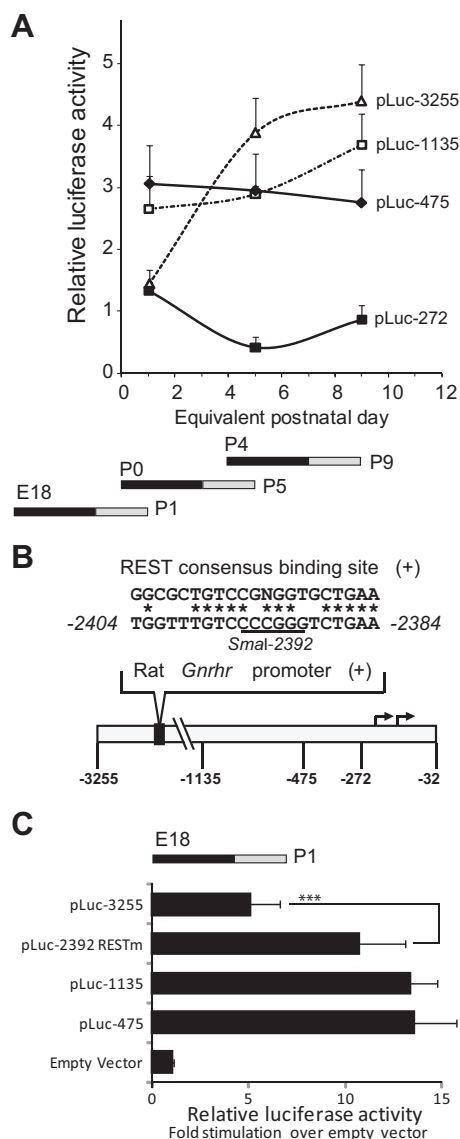 A
Relative luciferase activity
5
4
3
2
1
0
0 2 4 6 8 10 12
Equivalent postnatal day
pLuc-3255
pLuc-1135
pLuc-475
pLuc-272
P4 P9
P0 P5
E18 P1
B
REST consensus binding site (+)
GGCGCTGTCCGNGGTGCTGAA
* ***** *** *****
-2404 TGGTTTGTCCCCCGGGTCTGAA -2384
SmaI-2392
Rat Gnrhr promoter (+)
-3255 -1135 -475 -272 -32
C
E18 P1
pLuc-3255
***
pLuc-2392 RESTm
pLuc-1135
pLuc-475
Empty Vector
0 5 10 15
Relative luciferase activity
Fold stimulation over empty vector